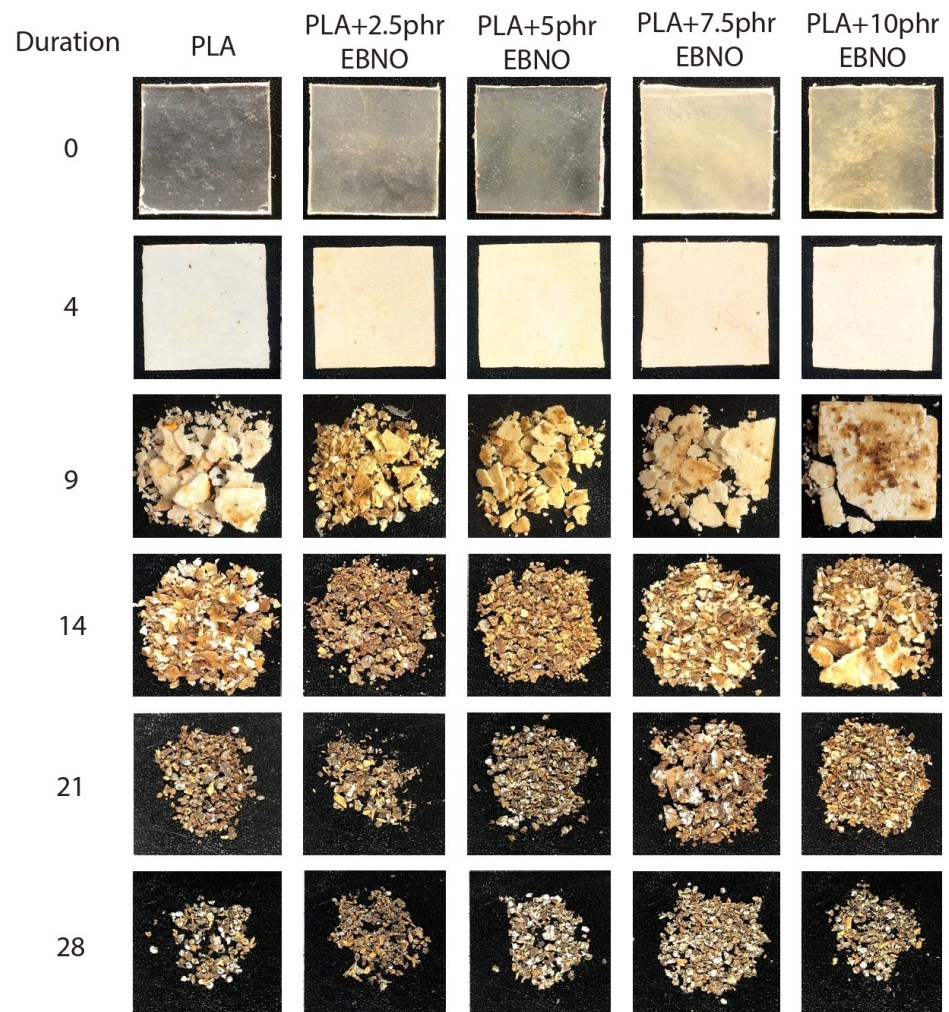 Duration
PLA
PLA+2.5phr
EBNO
PLA+5phr
EBNO
PLA+7.5phr
EBNO
PLA+10phr
EBNO
0
4
9
14
21
28